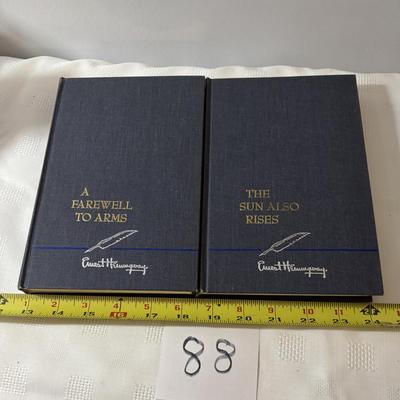 A
FAREWELL
TO ARMS
Ernest Hemingway
THE
SUN ALSO
RISES
Ernest Hemingway
88